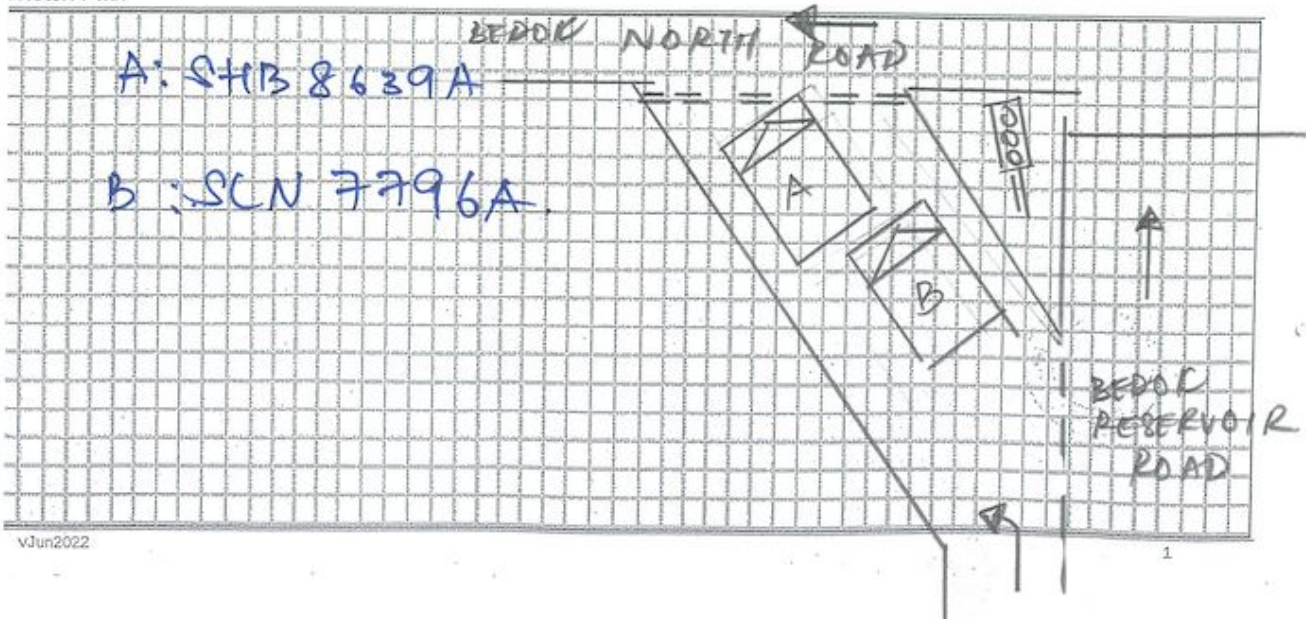 BEDOK NORTH ROAD
A: SHB 8639A
B: SCN 7796A.
A
B
BEDOK
RESERVOIR
ROAD
vJun2022
1